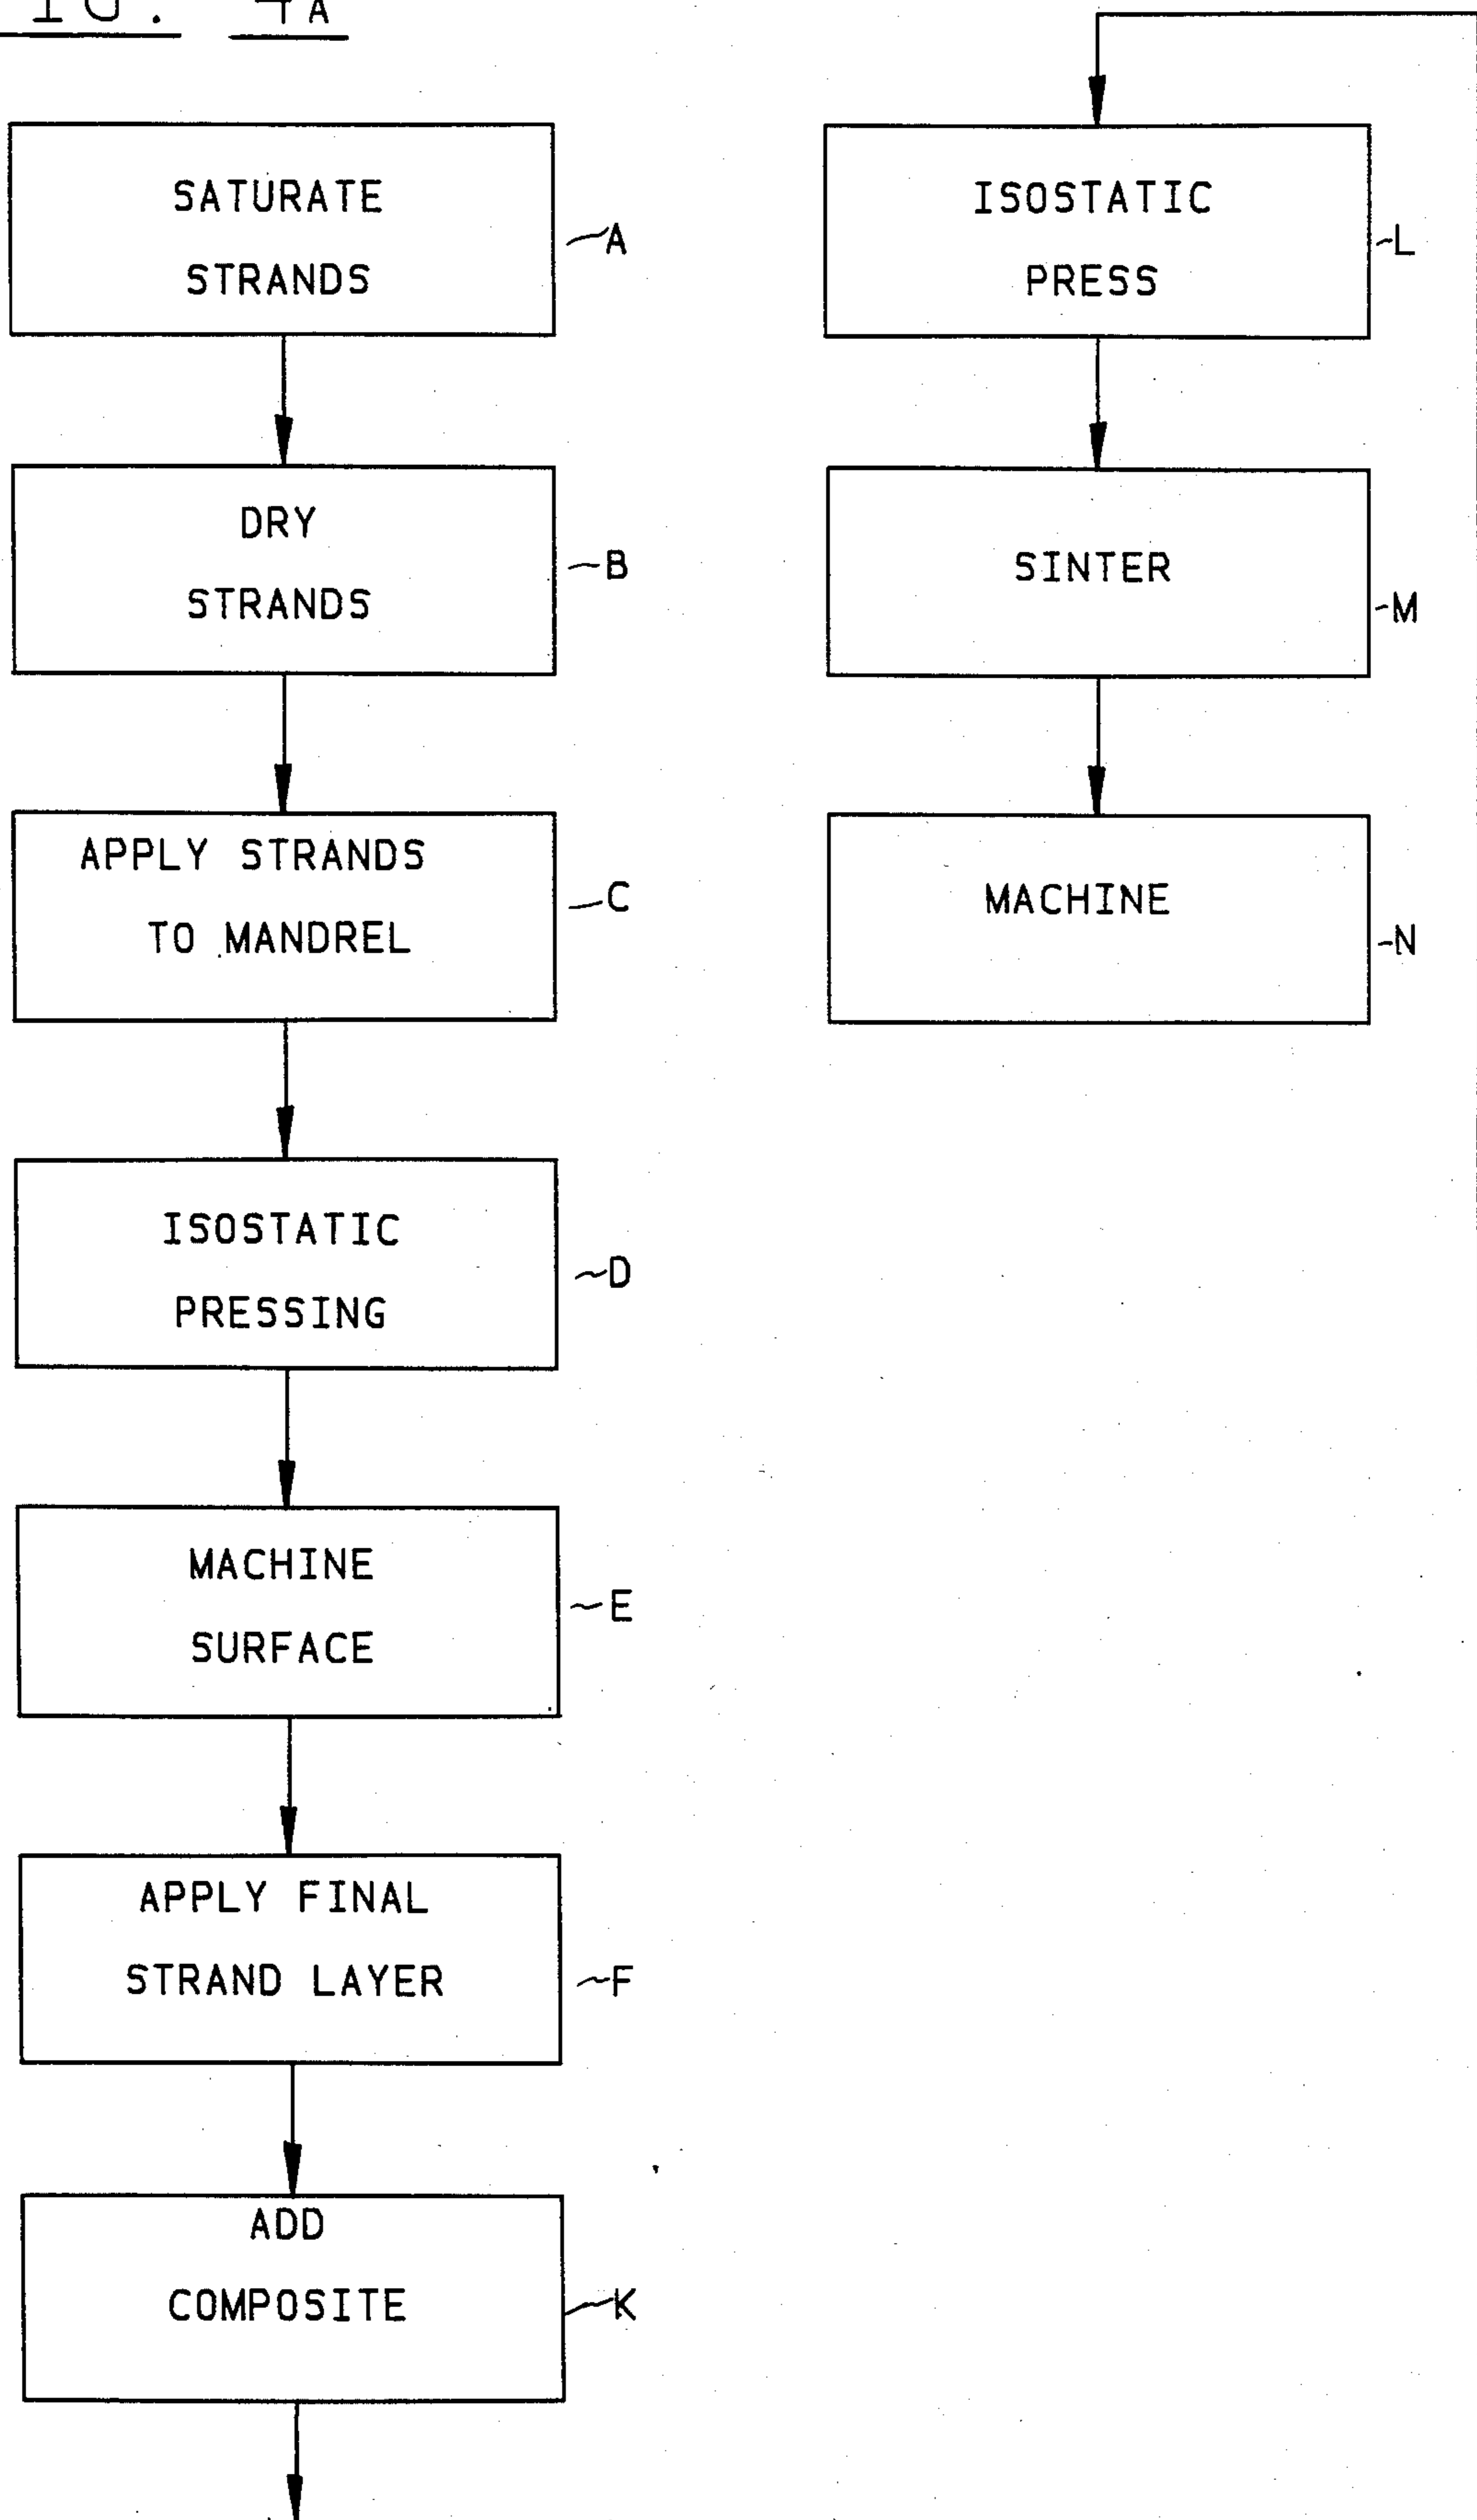 4A
SATURATE
STRANDS
A
DRY
STRANDS
B
APPLY STRANDS
TO MANDREL
C
ISOSTATIC
PRESSING
D
MACHINE
SURFACE
E
APPLY FINAL
STRAND LAYER
F
ADD
COMPOSITE
K
ISOSTATIC
PRESS
L
SINTER
M
MACHINE
N